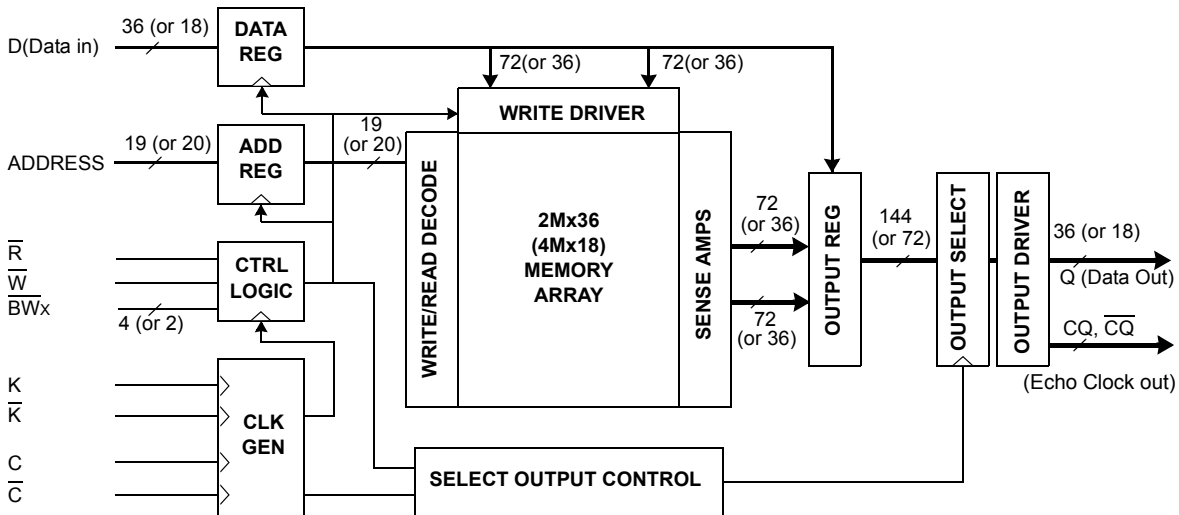 D(Data in)
36 (or 18)
DATA
REG
72(or 36)
72(or 36)
WRITE DRIVER
ADDRESS
19 (or 20)
ADD
REG
19
(or 20)
WRITE/READ DECODE
2Mx36
(4Mx18)
MEMORY
ARRAY
SENSE AMPS
72
(or 36)
72
(or 36)
OUTPUT REG
144
(or 72)
OUTPUT SELECT
OUTPUT DRIVER
36 (or 18)
Q (Data Out)
CQ, C̅Q̅
(Echo Clock out)
R̅
W̅
B̅W̅x
4 (or 2)
CTRL
LOGIC
K
K̅
C
C̅
CLK
GEN
SELECT OUTPUT CONTROL